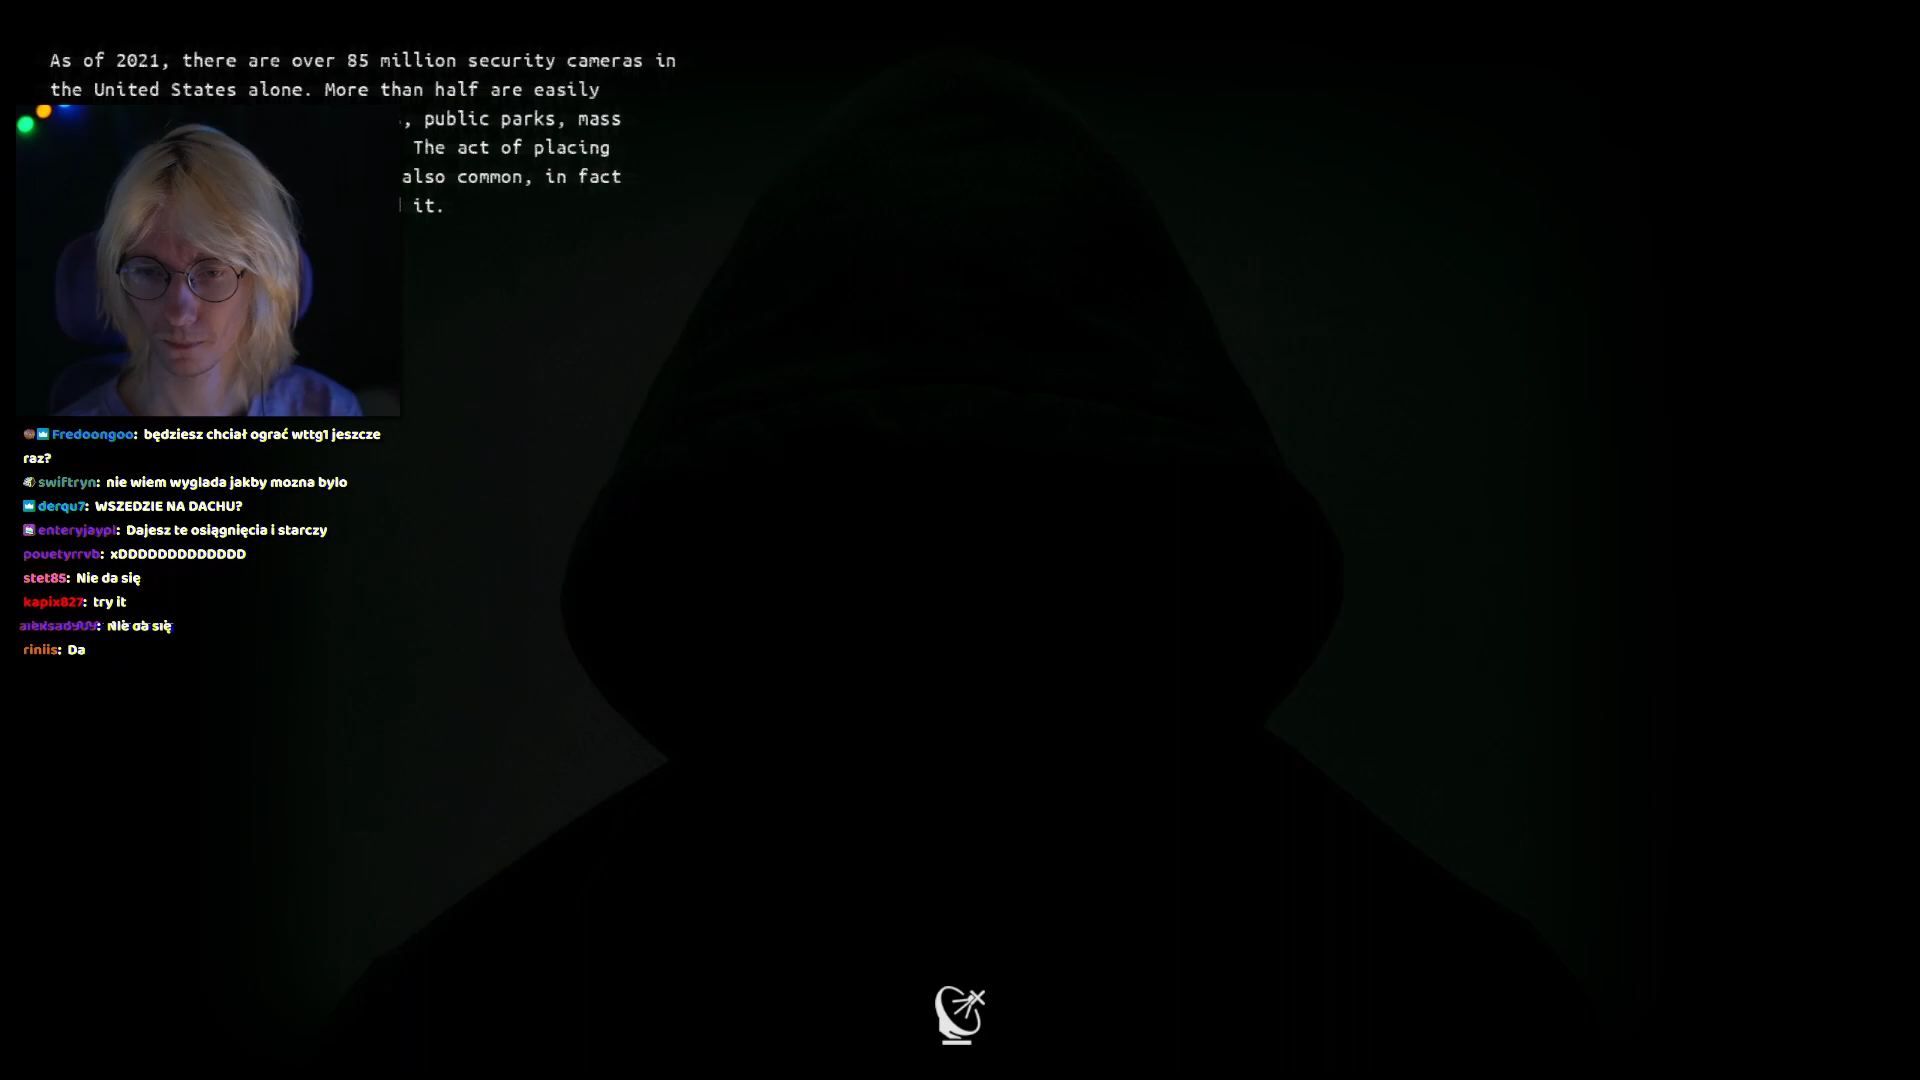 As of 2021, there are over 85 million security cameras in
the United States alone. More than half are easily
, public parks, mass
The act of placing
also common, in fact
it.
Fredoongoo: będziesz chciał ograć wttg1 jeszcze
raz?
swiftryn: nie wiem wyglada jakby mozna bylo
derqu7: WSZEDZIE NA DACHU?
enteryjaypl: Dajesz te osiągnięcia i starczy
pouetyrrvb: xDDDDDDDDDDDDD
stet85: Nie da się
kapix827: try it
Nie da się
riniis: Da